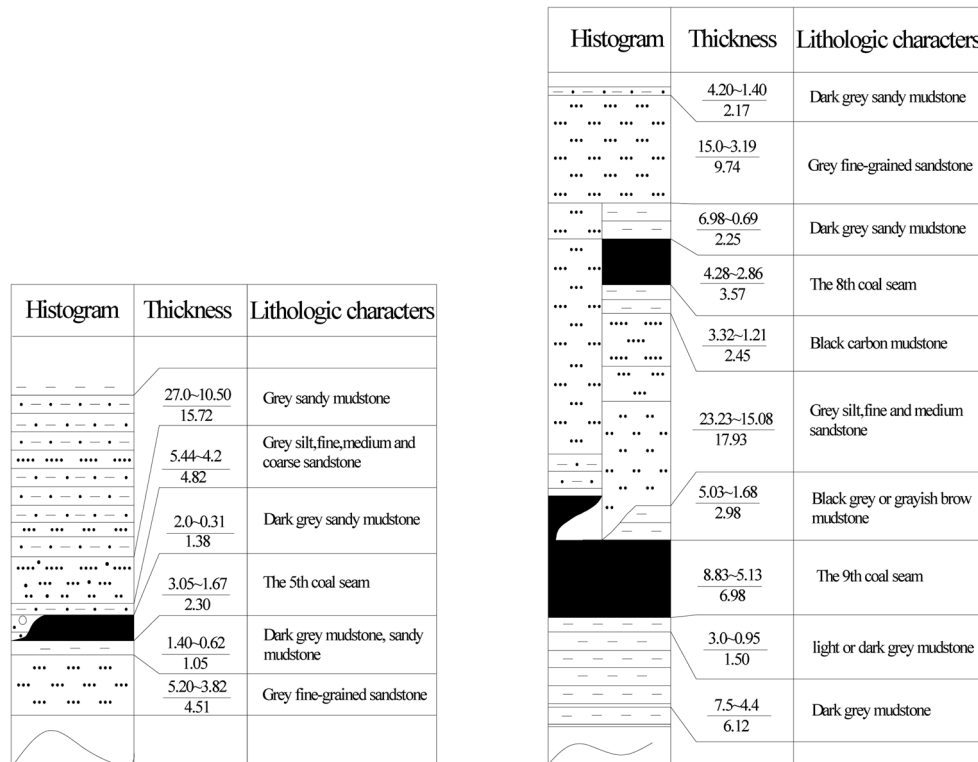 Histogram Thickness Lithologic characters
27.0~10.50
15.72
Grey sandy mudstone
5.44~4.2
4.82
Grey silt,fine,medium and
coarse sandstone
2.0~0.31
1.38
Dark grey sandy mudstone
3.05~1.67
2.30
The 5th coal seam
1.40~0.62
1.05
Dark grey mudstone, sandy
mudstone
5.20~3.82
4.51
Grey fine-grained sandstone
Histogram Thickness Lithologic characters
4.20~1.40
2.17
Dark grey sandy mudstone
15.0~3.19
9.74
Grey fine-grained sandstone
6.98~0.69
2.25
Dark grey sandy mudstone
4.28~2.86
3.57
The 8th coal seam
3.32~1.21
2.45
Black carbon mudstone
23.23~15.08
17.93
Grey silt,fine and medium
sandstone
5.03~1.68
2.98
Black grey or grayish brow
mudstone
8.83~5.13
6.98
The 9th coal seam
3.0~0.95
1.50
light or dark grey mudstone
7.5~4.4
6.12
Dark grey mudstone